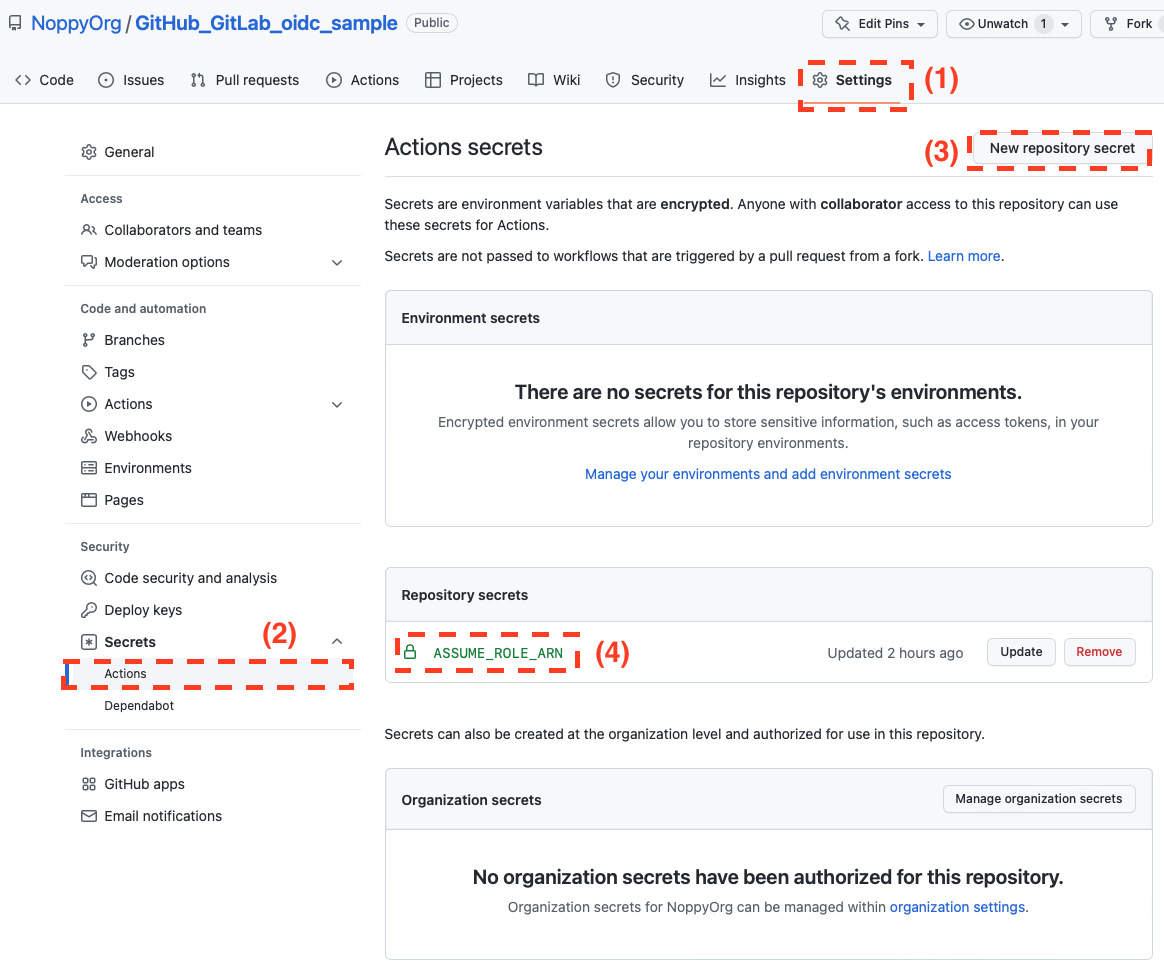 NoppyOrg / GitHub_GitLab_oidc_sample Public Edit Pins Unwatch 1 Fork
Code Issues Pull requests Actions Projects Wiki Security Insights Settings (1)
General
Access
Collaborators and teams
Moderation options
Code and automation
Branches
Tags
Actions
Webhooks
Environments
Pages
Security
Code security and analysis
Deploy keys
Secrets (2)
Actions
Dependabot
Integrations
GitHub apps
Email notifications
Actions secrets (3) New repository secret
Secrets are environment variables that are encrypted. Anyone with collaborator access to this repository can use
these secrets for Actions.
Secrets are not passed to workflows that are triggered by a pull request from a fork. Learn more.
Environment secrets
There are no secrets for this repository's environments.
Encrypted environment secrets allow you to store sensitive information, such as access tokens, in your
repository environments.
Manage your environments and add environment secrets
Repository secrets
ASSUME_ROLE_ARN (4) Updated 2 hours ago Update Remove
Secrets can also be created at the organization level and authorized for use in this repository.
Organization secrets Manage organization secrets
No organization secrets have been authorized for this repository.
Organization secrets for NoppyOrg can be managed within organization settings.